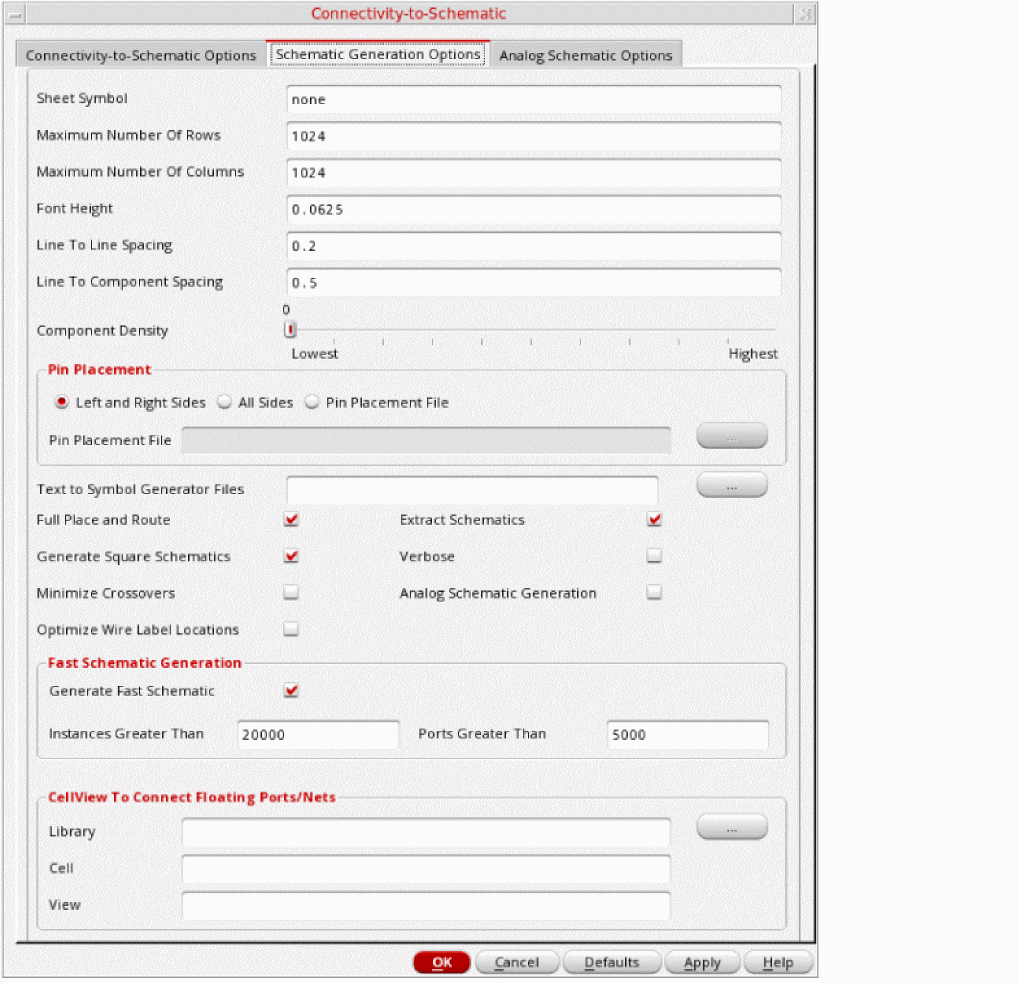 Connectivity-to-Schematic
Connectivity-to-Schematic Options Schematic Generation Options Analog Schematic Options
Sheet Symbol none
Maximum Number Of Rows 1024
Maximum Number Of Columns 1024
Font Height 0.0625
Line To Line Spacing 0.2
Line To Component Spacing 0.5
0
Component Density
Lowest Highest
Pin Placement
Left and Right Sides All Sides Pin Placement File
Pin Placement File ...
Text to Symbol Generator Files ...
Full Place and Route Extract Schematics
Generate Square Schematics Verbose
Minimize Crossovers Analog Schematic Generation
Optimize Wire Label Locations
Fast Schematic Generation
Generate Fast Schematic
Instances Greater Than 20000 Ports Greater Than 5000
CellView To Connect Floating Ports/Nets
Library ...
Cell
View
OK Cancel Defaults Apply Help